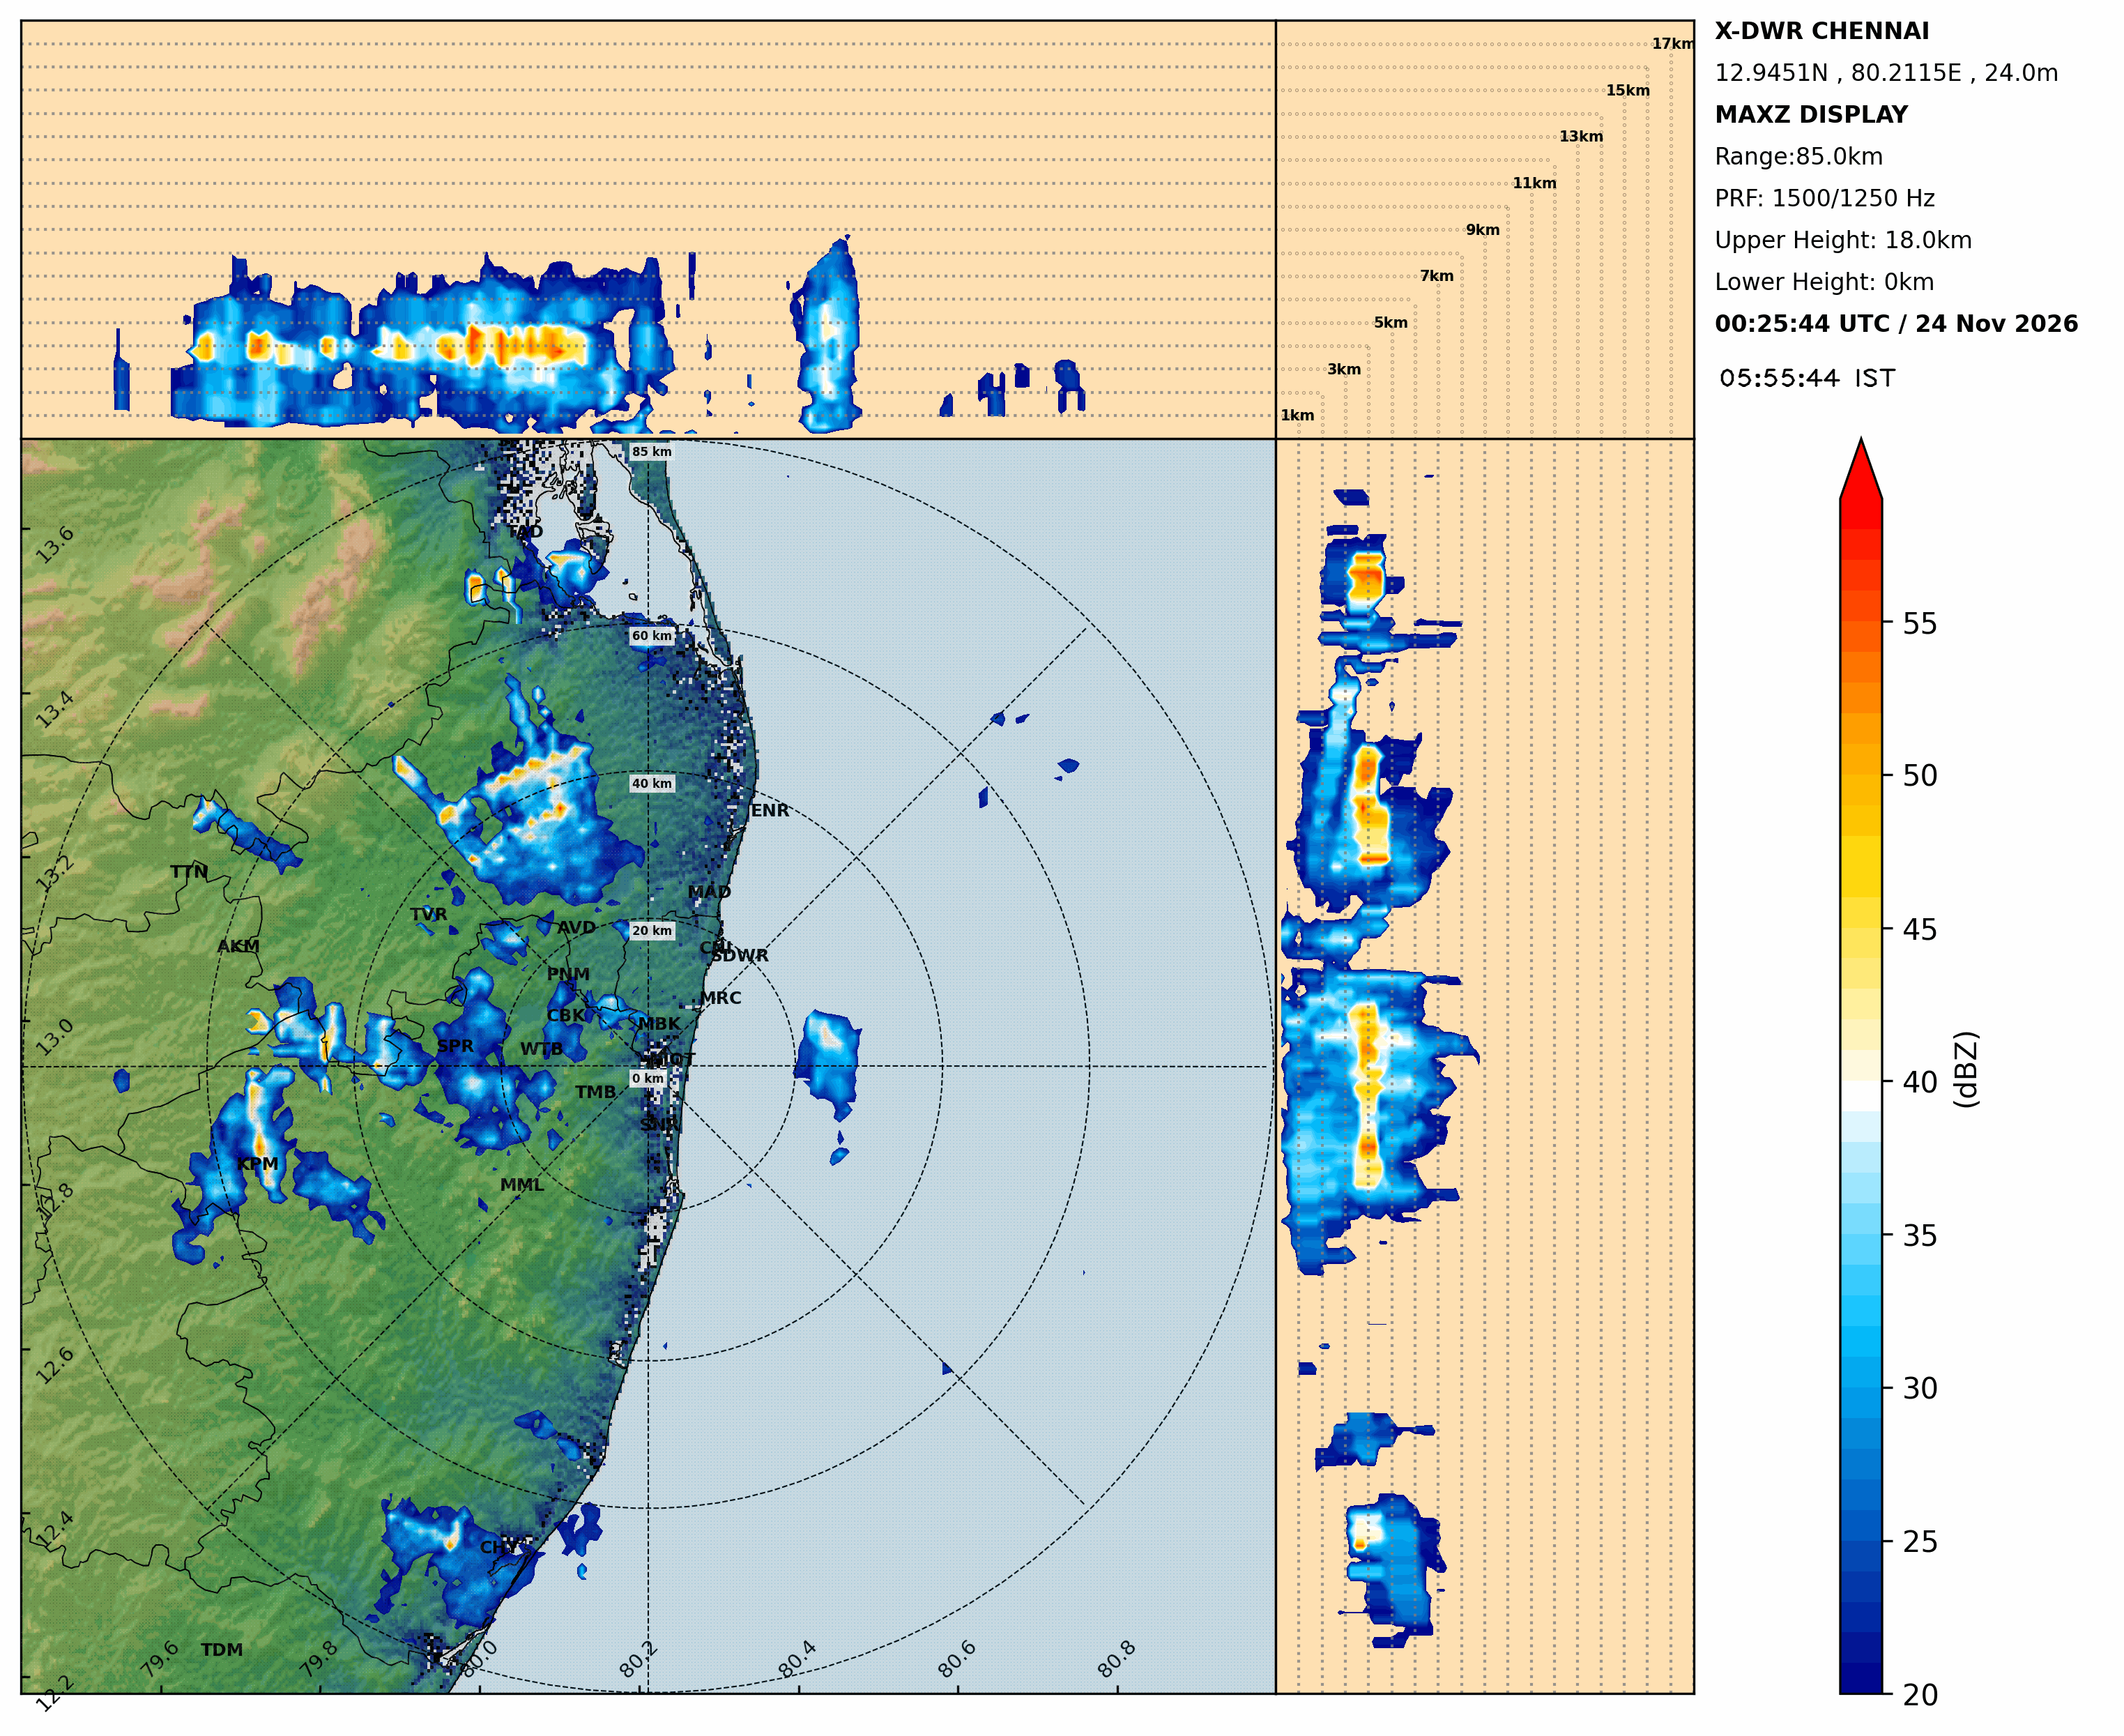 X-DWR CHENNAI
12.9451N , 80.2115E , 24.0m
MAXZ DISPLAY
Range:85.0km
PRF: 1500/1250 Hz
Upper Height: 18.0km
Lower Height: 0km
00:25:44 UTC / 24 Nov 2026
05:55:44 IST
17km
15km
13km
11km
9km
7km
5km
3km
1km
85 km
TAD
13.6
60 km
13.4
40 km
ENR
13.2
TTN
MAD
TVR
AVD
20 km
AKM
CNI
SDWR
PNM
MRC
CBK
MBK
13.0
SPR
WTB
0 km
TMB
SNR
KPM
MML
12.8
12.6
12.4
CHY
TDM
12.2
79.6
79.8
80.0
80.2
80.4
80.6
80.8
55
50
45
40
35
30
25
20
(dBZ)